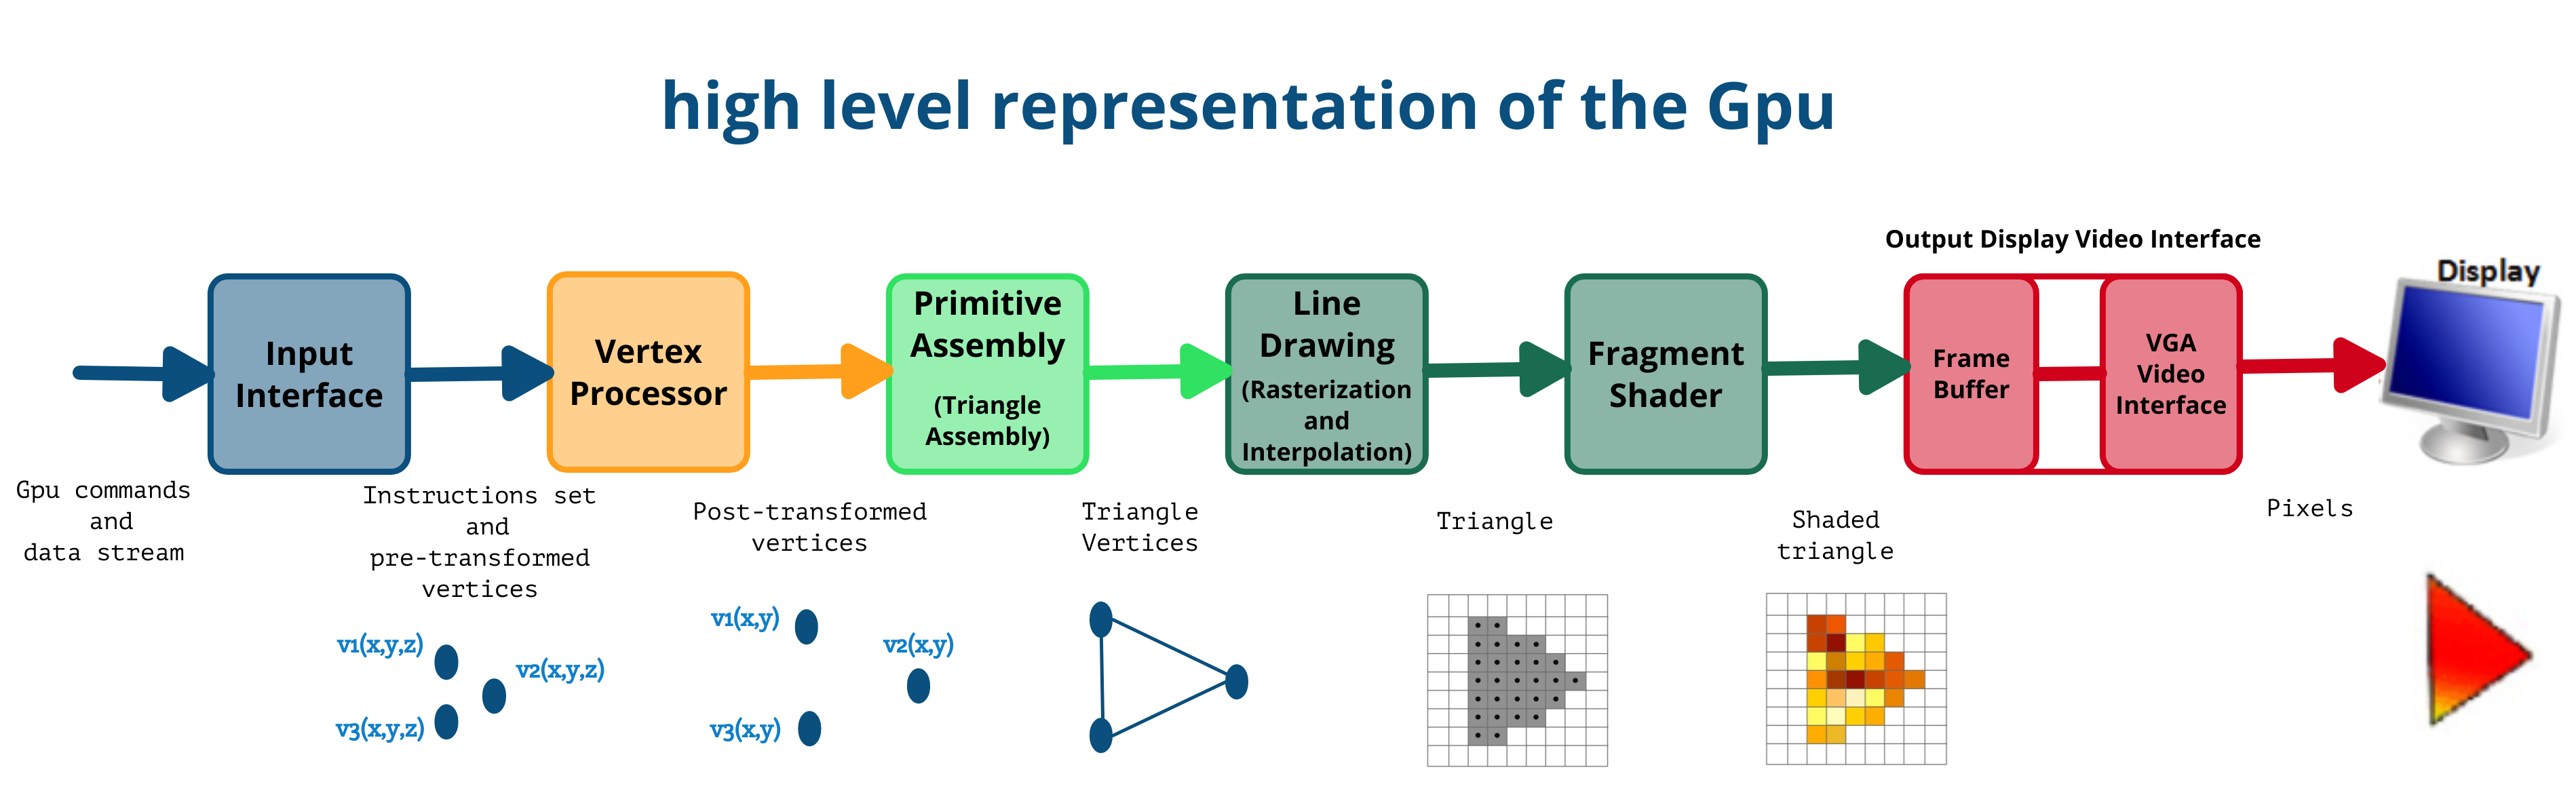 high level representation of the Gpu
Output Display Video Interface
Display
Input
Interface
Vertex
Processor
Primitive
Assembly
(Triangle
Assembly)
Line
Drawing
(Rasterization
and
Interpolation)
Fragment
Shader
Frame
Buffer
VGA
Video
Interface
Gpu commands
and
data stream
Instructions set
and
pre-transformed
vertices
Post-transformed
vertices
Triangle
Vertices
Triangle
Shaded
triangle
Pixels
v1(x,y,z)
v2(x,y,z)
v3(x,y,z)
v1(x,y)
v2(x,y)
v3(x,y)